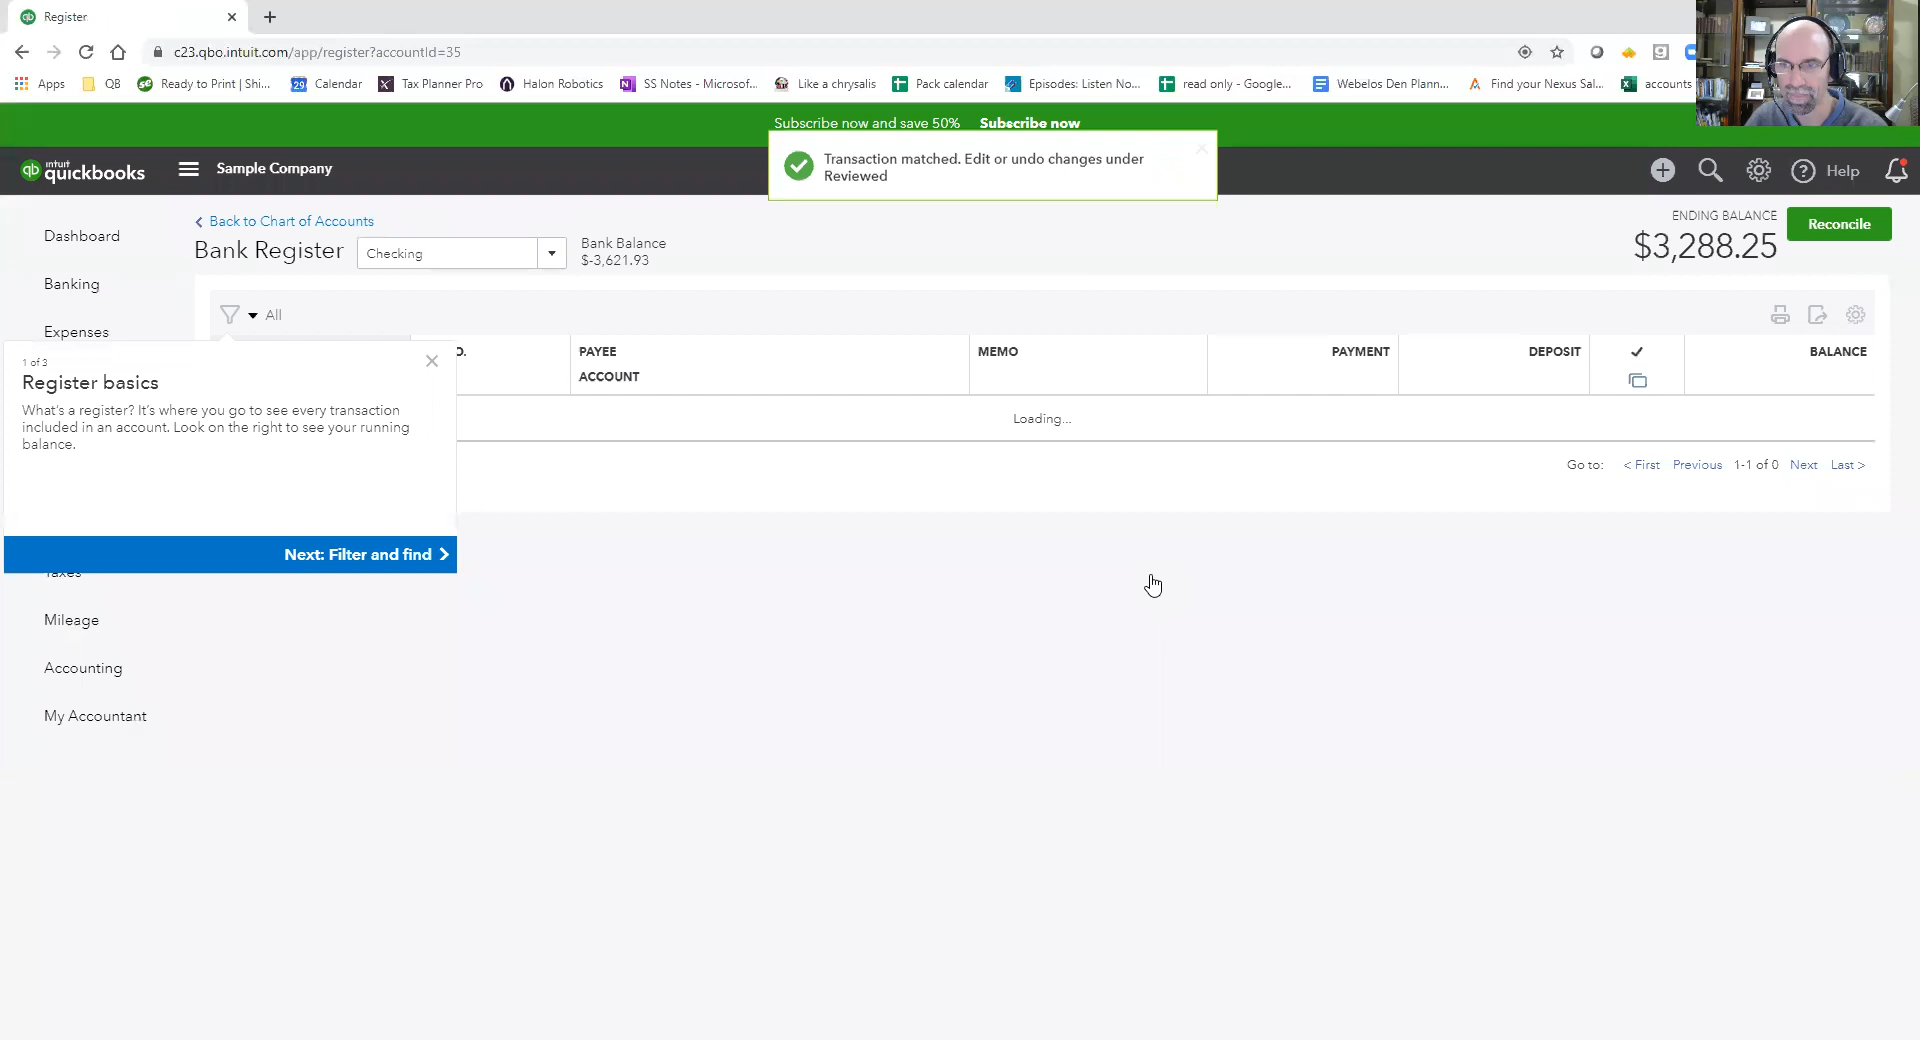 Register
c23.qbo.intuit.com/app/register?accountId=35
Apps QB Ready to Print | Shi... Calendar Tax Planner Pro Halon Robotics SS Notes - Microsof... Like a chrysalis Pack calendar Episodes: Listen No... read only - Google... Webelos Den Plann... Find your Nexus Sal... accounts
Subscribe now and save 50% Subscribe now
Transaction matched. Edit or undo changes under
Reviewed
intuit
quickbooks
Sample Company
Help
Dashboard
Banking
Expenses
Taxes
Mileage
Accounting
My Accountant
< Back to Chart of Accounts
Bank Register
Checking
Bank Balance
$-3,621.93
ENDING BALANCE
$3,288.25
Reconcile
All
O. PAYEE MEMO PAYMENT DEPOSIT ✓ BALANCE
ACCOUNT
Loading...
Go to: < First Previous 1-1 of 0 Next Last >
1 of 3
Register basics
What's a register? It's where you go to see every transaction
included in an account. Look on the right to see your running
balance.
Next: Filter and find >